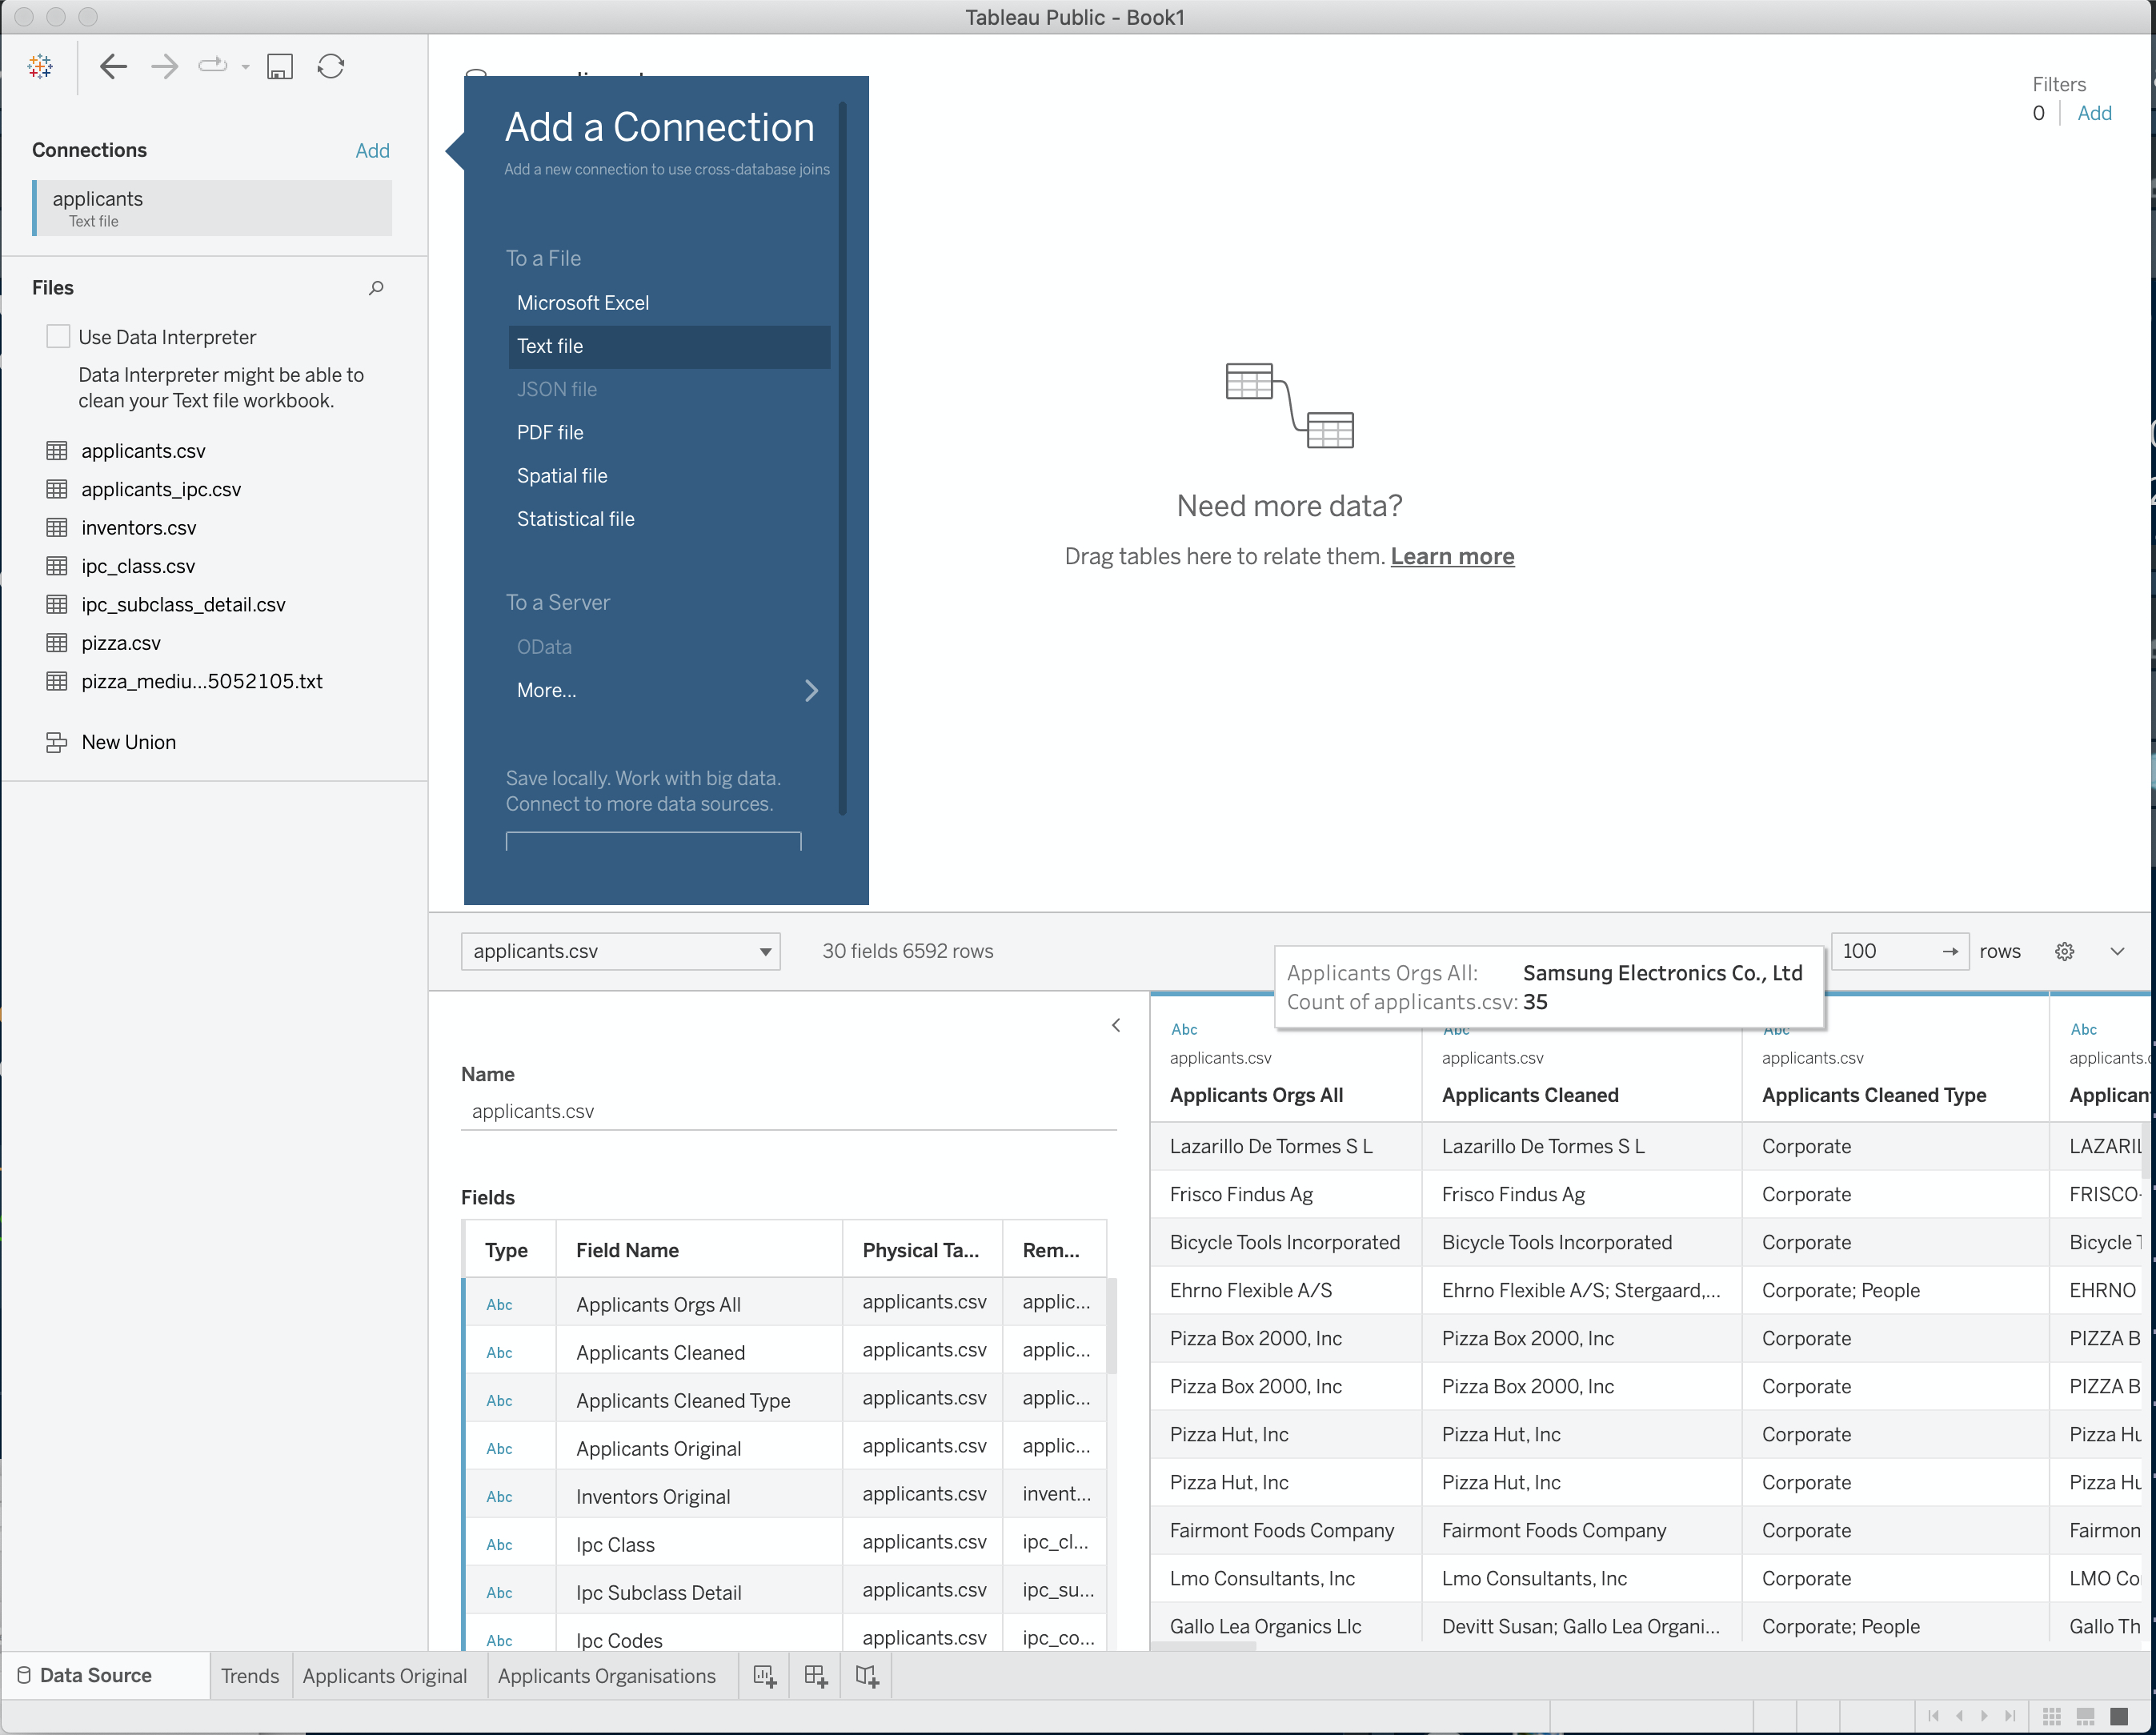 Tableau Public - Book1
Connections
Add
applicants
Text file
Files
Use Data Interpreter
Data Interpreter might be able to
clean your Text file workbook.
applicants.csv
applicants_ipc.csv
inventors.csv
ipc_class.csv
ipc_subclass_detail.csv
pizza.csv
pizza_mediu...5052105.txt
New Union
Add a Connection
Add a new connection to use cross-database joins
To a File
Microsoft Excel
Text file
JSON file
PDF file
Spatial file
Statistical file
To a Server
OData
More...
Save locally. Work with big data.
Connect to more data sources.
Filters
0 Add
Need more data?
Drag tables here to relate them. Learn more
applicants.csv
30 fields 6592 rows
100 rows
Applicants Orgs All: Samsung Electronics Co., Ltd
Count of applicants.csv: 35
Name
applicants.csv
Fields
Type Field Name Physical Ta... Rem...
Abc Applicants Orgs All applicants.csv applic...
Abc Applicants Cleaned applicants.csv applic...
Abc Applicants Cleaned Type applicants.csv applic...
Abc Applicants Original applicants.csv applic...
Abc Inventors Original applicants.csv invent...
Abc Ipc Class applicants.csv ipc_cl...
Abc Ipc Subclass Detail applicants.csv ipc_su...
Abc Ipc Codes applicants.csv ipc_co...
Abc Abc Abc Abc
applicants.csv applicants.csv applicants.csv applicants.c
Applicants Orgs All Applicants Cleaned Applicants Cleaned Type Applican
Lazarillo De Tormes S L Lazarillo De Tormes S L Corporate LAZARIL
Frisco Findus Ag Frisco Findus Ag Corporate FRISCO-
Bicycle Tools Incorporated Bicycle Tools Incorporated Corporate Bicycle T
Ehrno Flexible A/S Ehrno Flexible A/S; Stergaard,... Corporate; People EHRNO
Pizza Box 2000, Inc Pizza Box 2000, Inc Corporate PIZZA B
Pizza Box 2000, Inc Pizza Box 2000, Inc Corporate PIZZA B
Pizza Hut, Inc Pizza Hut, Inc Corporate Pizza Hu
Pizza Hut, Inc Pizza Hut, Inc Corporate Pizza Hu
Fairmont Foods Company Fairmont Foods Company Corporate Fairmon
Lmo Consultants, Inc Lmo Consultants, Inc Corporate LMO Co
Gallo Lea Organics Llc Devitt Susan; Gallo Lea Organi... Corporate; People Gallo Th
Data Source Trends Applicants Original Applicants Organisations